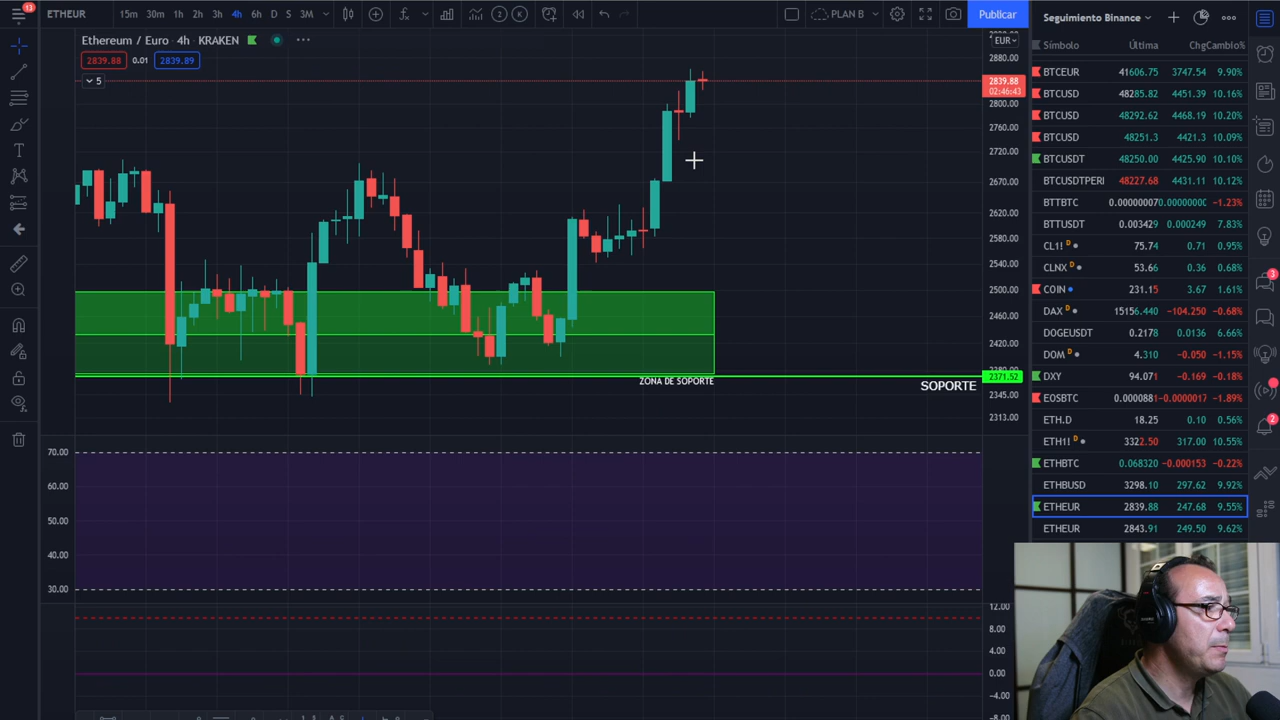 13
ETHEUR 15m 30m 1h 2h 3h 4h 6h D S 3M 2 K PLAN B Publicar
Ethereum / Euro · 4h · KRAKEN
2839.88 0.01 2839.89
5
EUR
2880.00
2839.88
02:46:43
2800.00
2760.00
2720.00
2670.00
2620.00
2580.00
2540.00
2500.00
2460.00
2420.00
2371.52
2345.00
2313.00
ZONA DE SOPORTE
SOPORTE
70.00
60.00
50.00
40.00
30.00
12.00
8.00
4.00
0.00
−4.00
Seguimiento Binance
Símbolo Última Chg Cambio%
BTCEUR 41606.75 3747.54 9.90%
BTCUSD 48285.82 4451.39 10.16%
BTCUSD 48292.62 4468.19 10.20%
BTCUSD 48251.3 4421.3 10.09%
BTCUSDT 48250.00 4425.90 10.10%
BTCUSDTPERI 48227.68 4431.11 10.12%
BTTBTC 0.00000007 0.0000000C −1.23%
BTTUSDT 0.003429 0.000249 7.83%
CL1! D 75.74 0.71 0.95%
CLNX D 53.66 0.36 0.68%
COIN 231.15 3.67 1.61%
DAX D 15156.440 −104.250 −0.68%
DOGEUSDT 0.2178 0.0136 6.66%
DOM D 4.310 −0.050 −1.15%
DXY 94.071 −0.169 −0.18%
EOSBTC 0.0000881 −0.0000017 −1.89%
ETH.D 18.25 0.10 0.56%
ETH1! D 3322.50 317.00 10.55%
ETHBTC 0.068320 −0.000153 −0.22%
ETHBUSD 3298.10 297.62 9.92%
ETHEUR 2839.88 247.68 9.55%
ETHEUR 2843.91 249.50 9.62%
3
2